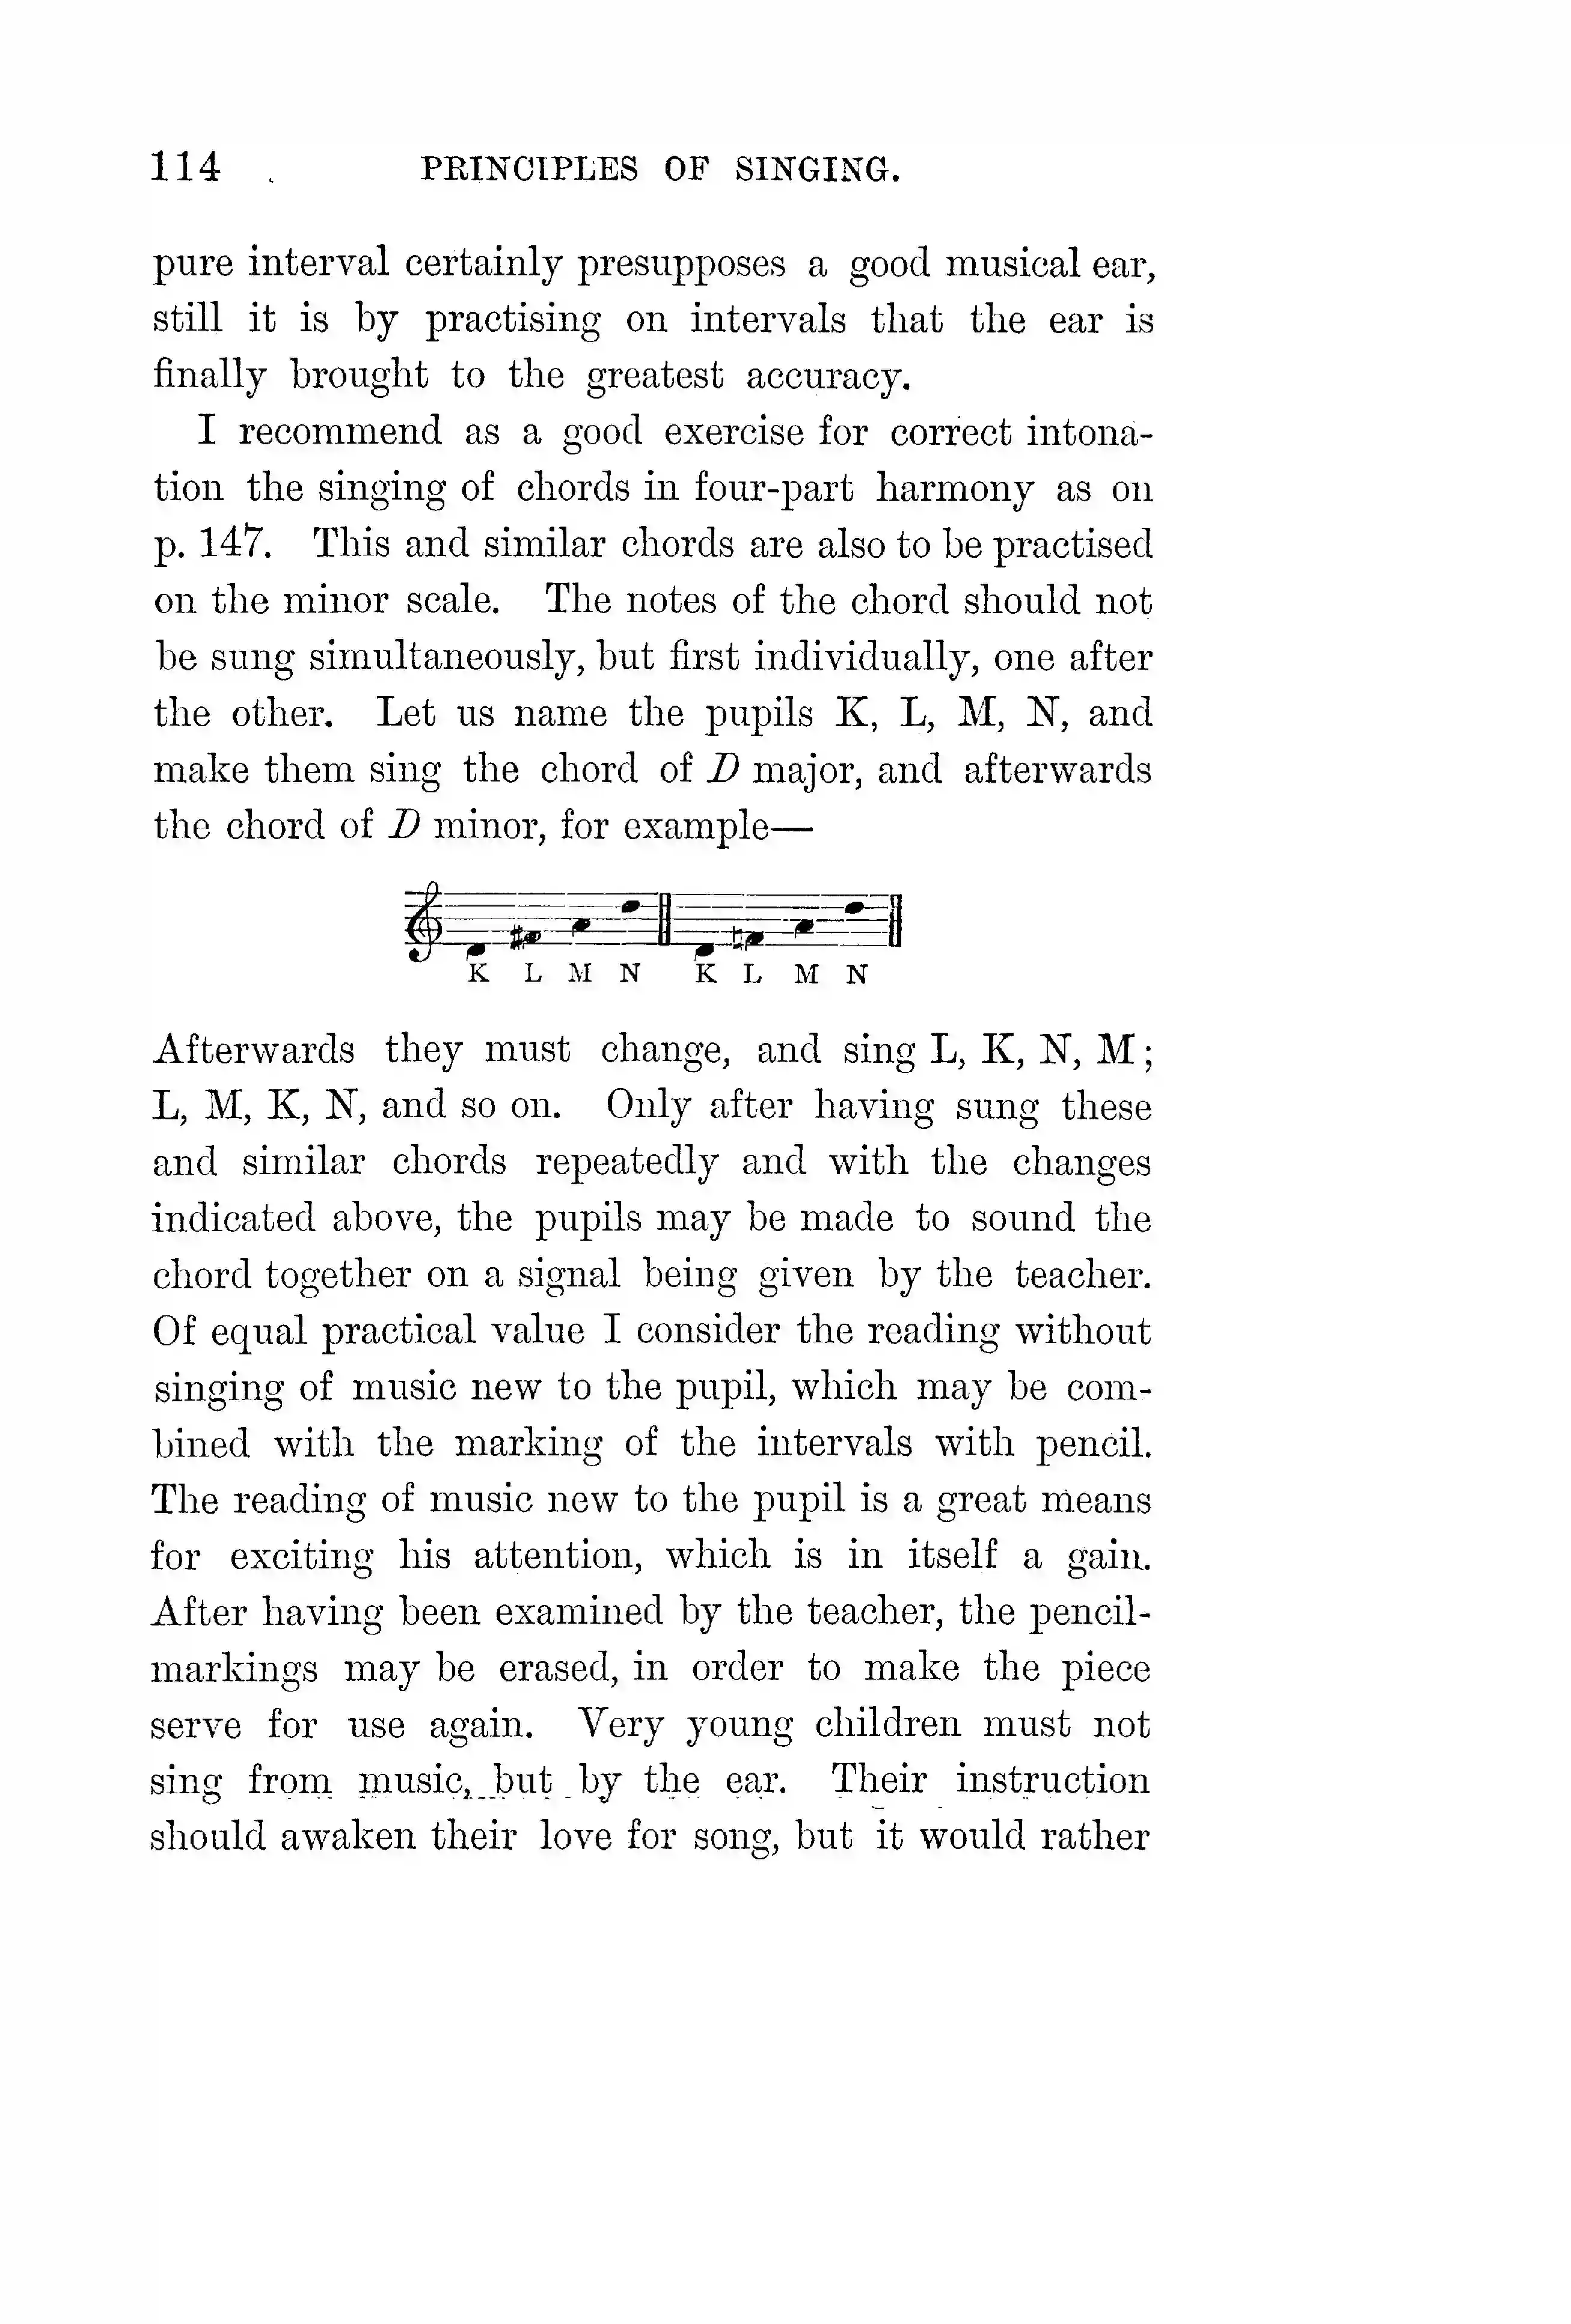 114 PRINCIPLES OF SINGING.
pure interval certainly presupposes a good musical ear,
still it is by practising on intervals that the ear is
finally brought to the greatest accuracy.
I recommend as a good exercise for correct intona-
tion the singing of chords in four-part harmony as on
p. 147. This and similar chords are also to be practised
on the minor scale. The notes of the chord should not
be sung simultaneously, but first individually, one after
the other. Let us name the pupils K, L, M, N, and
make them sing the chord of D major, and afterwards
the chord of D minor, for example—
K L M N K L M N
Afterwards they must change, and sing L, K, N, M;
L, M, K, N, and so on. Only after having sung these
and similar chords repeatedly and with the changes
indicated above, the pupils may be made to sound the
chord together on a signal being given by the teacher.
Of equal practical value I consider the reading without
singing of music new to the pupil, which may be com-
bined with the marking of the intervals with pencil.
The reading of music new to the pupil is a great means
for exciting his attention, which is in itself a gain.
After having been examined by the teacher, the pencil-
markings may be erased, in order to make the piece
serve for use again. Very young children must not
sing from music, but by the ear. Their instruction
should awaken their love for song, but it would rather